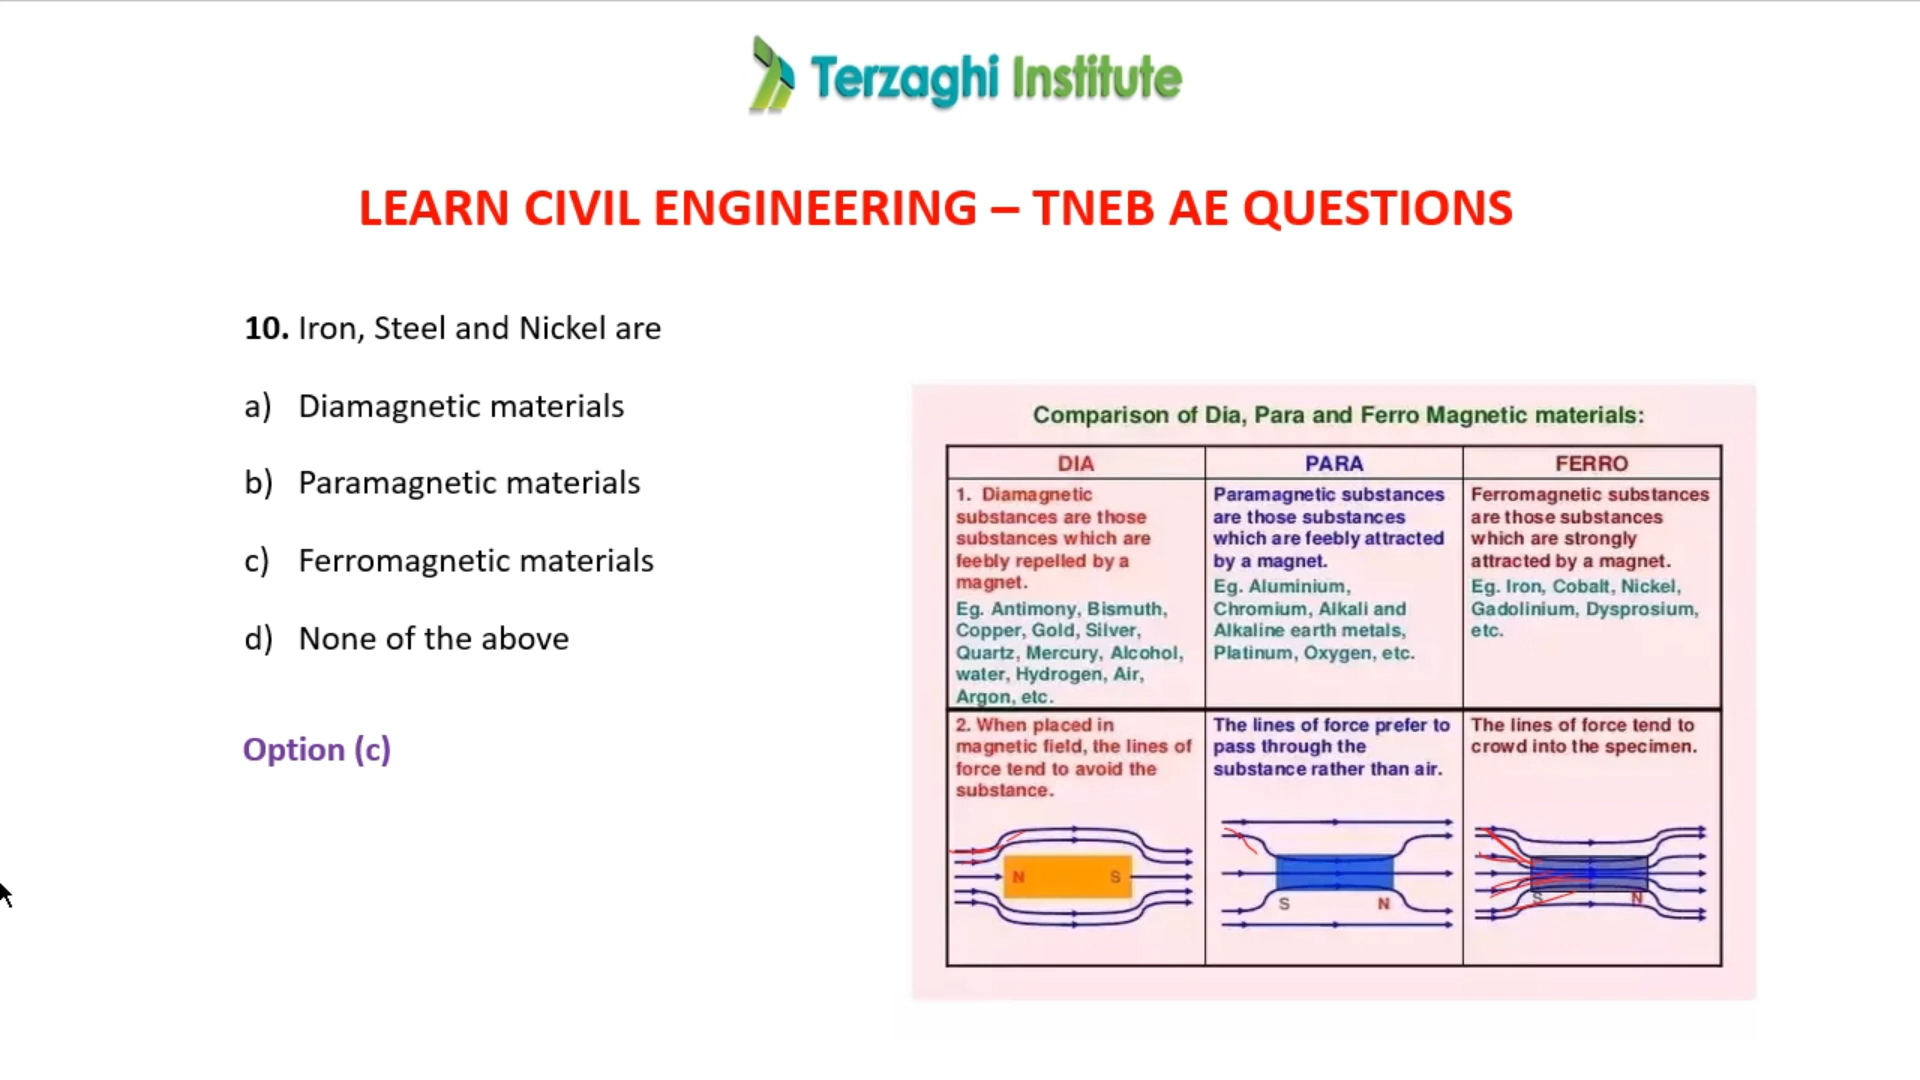 Terzaghi Institute
LEARN CIVIL ENGINEERING – TNEB AE QUESTIONS
10. Iron, Steel and Nickel are
a) Diamagnetic materials
b) Paramagnetic materials
c) Ferromagnetic materials
d) None of the above
Option (c)
Comparison of Dia, Para and Ferro Magnetic materials:
DIA
PARA
FERRO
1. Diamagnetic
substances are those
substances which are
feebly repelled by a
magnet.
Eg. Antimony, Bismuth,
Copper, Gold, Silver,
Quartz, Mercury, Alcohol,
water, Hydrogen, Air,
Argon, etc.
Paramagnetic substances
are those substances
which are feebly attracted
by a magnet.
Eg. Aluminium,
Chromium, Alkali and
Alkaline earth metals,
Platinum, Oxygen, etc.
Ferromagnetic substances
are those substances
which are strongly
attracted by a magnet.
Eg. Iron, Cobalt, Nickel,
Gadolinium, Dysprosium,
etc.
2. When placed in
magnetic field, the lines of
force tend to avoid the
substance.
The lines of force prefer to
pass through the
substance rather than air.
The lines of force tend to
crowd into the specimen.
N S
S N
S N